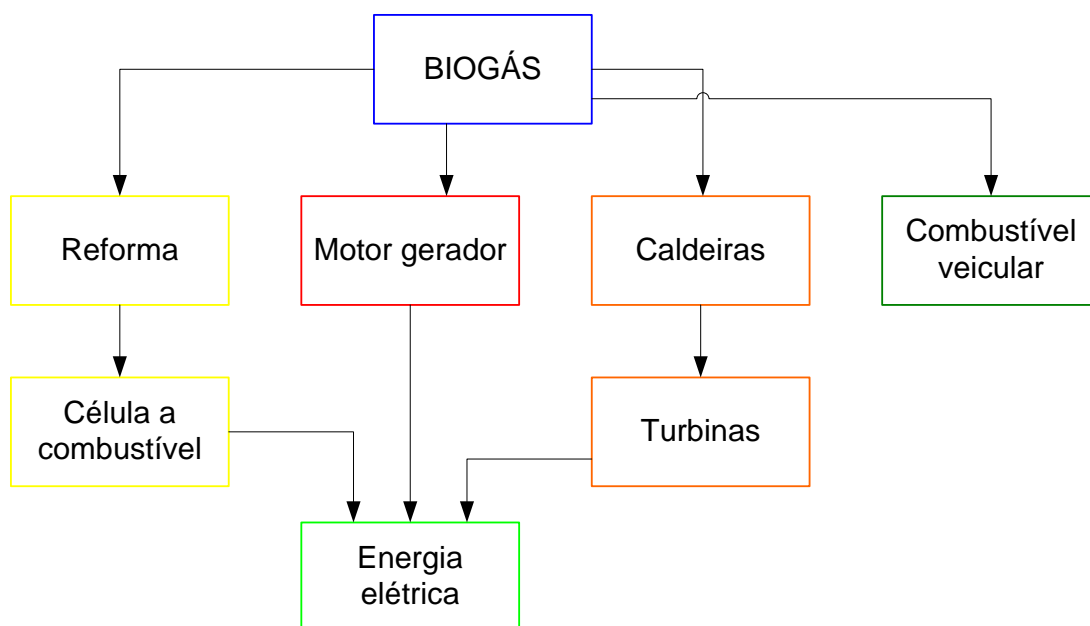 BIOGÁS
Reforma
Motor gerador
Caldeiras
Combustível
veicular
Célula a
combustível
Turbinas
Energia
elétrica